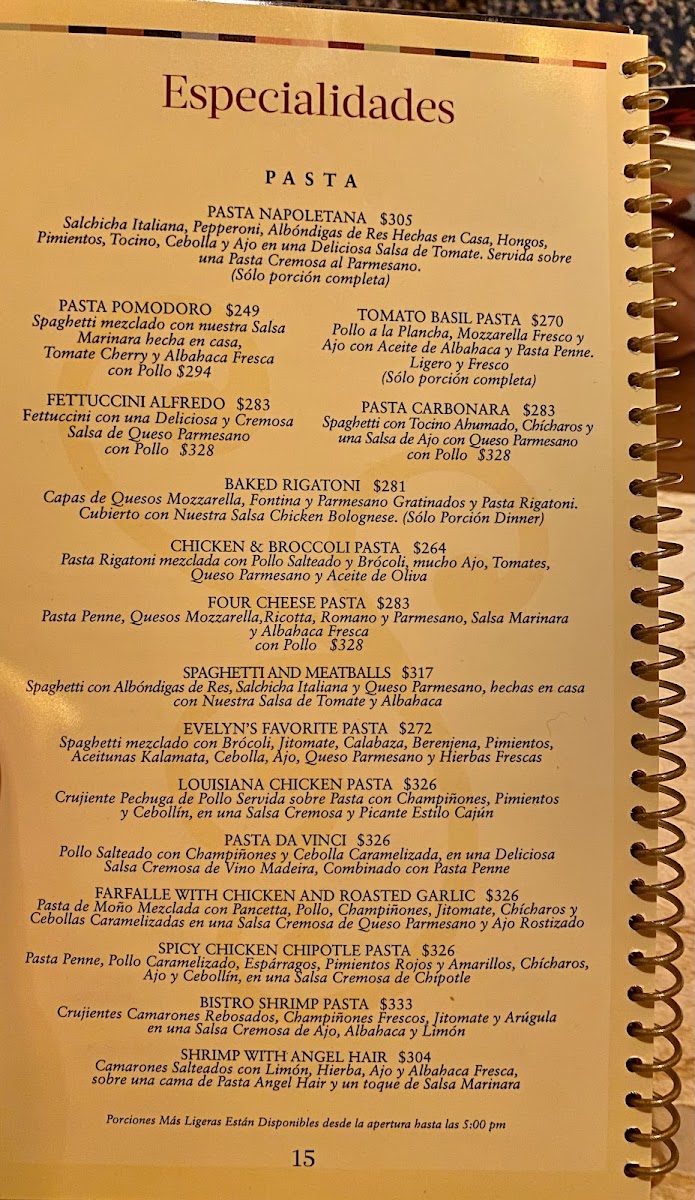 Especialidades
PASTA
PASTA NAPOLETANA $305
Salchicha Italiana, Pepperoni, Albóndigas de Res Hechas en Casa, Hongos,
Pimientos, Tocino, Cebolla y Ajo en una Deliciosa Salsa de Tomate. Servida sobre
una Pasta Cremosa al Parmesano.
(Sólo porción completa)
PASTA POMODORO $249
Spaghetti mezclado con nuestra Salsa
Marinara hecha en casa,
Tomate Cherry y Albahaca Fresca
con Pollo $294
TOMATO BASIL PASTA $270
Pollo a la Plancha, Mozzarella Fresco y
Ajo con Aceite de Albahaca y Pasta Penne.
Ligero y Fresco
(Sólo porción completa)
FETTUCCINI ALFREDO $283
Fettuccini con una Deliciosa y Cremosa
Salsa de Queso Parmesano
con Pollo $328
PASTA CARBONARA $283
Spaghetti con Tocino Ahumado, Chícharos y
una Salsa de Ajo con Queso Parmesano
con Pollo $328
BAKED RIGATONI $281
Capas de Quesos Mozzarella, Fontina y Parmesano Gratinados y Pasta Rigatoni.
Cubierto con Nuestra Salsa Chicken Bolognese. (Sólo Porción Dinner)
CHICKEN & BROCCOLI PASTA $264
Pasta Rigatoni mezclada con Pollo Salteado y Brócoli, mucho Ajo, Tomates,
Queso Parmesano y Aceite de Oliva
FOUR CHEESE PASTA $283
Pasta Penne, Quesos Mozzarella,Ricotta, Romano y Parmesano, Salsa Marinara
y Albahaca Fresca
con Pollo $328
SPAGHETTI AND MEATBALLS $317
Spaghetti con Albóndigas de Res, Salchicha Italiana y Queso Parmesano, hechas en casa
con Nuestra Salsa de Tomate y Albahaca
EVELYN'S FAVORITE PASTA $272
Spaghetti mezclado con Brócoli, Jitomate, Calabaza, Berenjena, Pimientos,
Aceitunas Kalamata, Cebolla, Ajo, Queso Parmesano y Hierbas Frescas
LOUISIANA CHICKEN PASTA $326
Crujiente Pechuga de Pollo Servida sobre Pasta con Champiñones, Pimientos
y Cebollín, en una Salsa Cremosa y Picante Estilo Cajún
PASTA DA VINCI $326
Pollo Salteado con Champiñones y Cebolla Caramelizada, en una Deliciosa
Salsa Cremosa de Vino Madeira, Combinado con Pasta Penne
FARFALLE WITH CHICKEN AND ROASTED GARLIC $326
Pasta de Moño Mezclada con Pancetta, Pollo, Champiñones, Jitomate, Chícharos y
Cebollas Caramelizadas en una Salsa Cremosa de Queso Parmesano y Ajo Rostizado
SPICY CHICKEN CHIPOTLE PASTA $326
Pasta Penne, Pollo Caramelizado, Espárragos, Pimientos Rojos y Amarillos, Chícharos,
Ajo y Cebollín, en una Salsa Cremosa de Chipotle
BISTRO SHRIMP PASTA $333
Crujientes Camarones Rebosados, Champiñones Frescos, Jitomate y Arúgula
en una Salsa Cremosa de Ajo, Albahaca y Limón
SHRIMP WITH ANGEL HAIR $304
Camarones Salteados con Limón, Hierba, Ajo y Albahaca Fresca,
sobre una cama de Pasta Angel Hair y un toque de Salsa Marinara
Porciones Más Ligeras Están Disponibles desde la apertura hasta las 5:00 pm
15